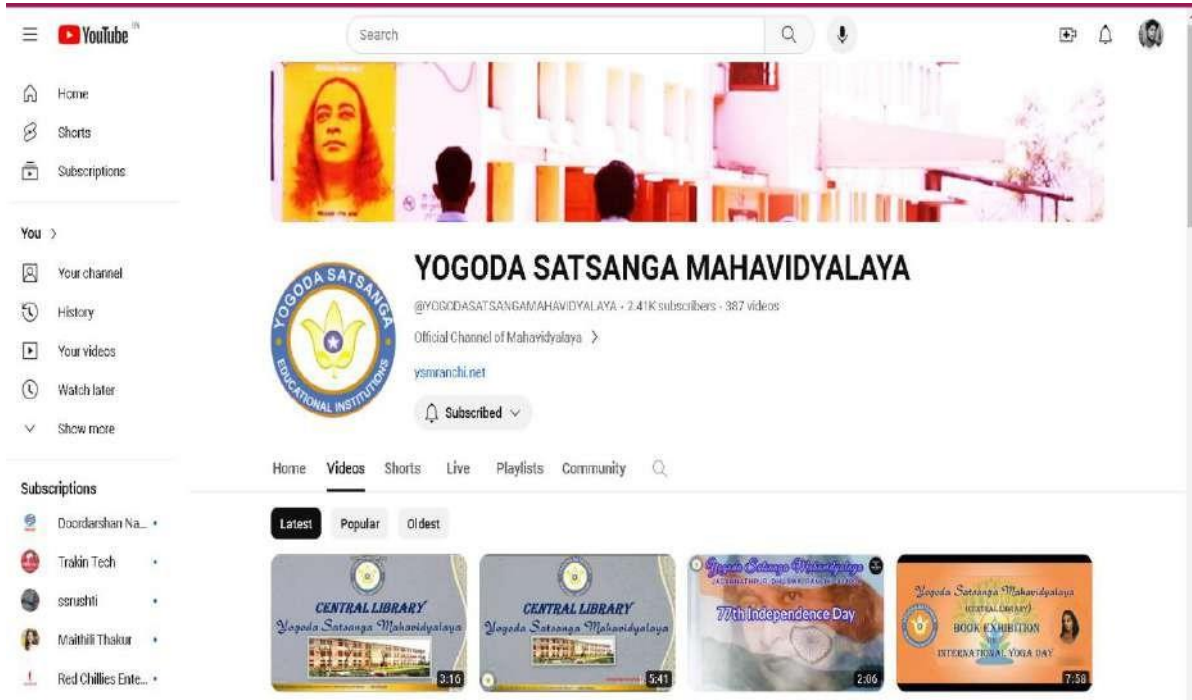 YouTube IN
Search
Home
Shorts
Subscriptions
You >
Your channel
History
Your videos
Watch later
Show more
Subscriptions
Doordarshan Na...
Trakin Tech
ssrushti
Maithili Thakur
Red Chillies Ente...
YOGODA SATSANGA
EDUCATIONAL INSTITUTIONS
YOGODA SATSANGA MAHAVIDYALAYA
@YOGODASATSANGAMAHAVIDYALAYA - 2.41K subscribers - 387 videos
Official Channel of Mahavidyalaya >
ysmranchi.net
Subscribed
Home Videos Shorts Live Playlists Community
Latest Popular Oldest
CENTRAL LIBRARY
Yogoda Satsanga Mahavidyalaya
3:16
CENTRAL LIBRARY
Yogoda Satsanga Mahavidyalaya
5:41
Yogoda Satsanga Mahavidyalaya
77th Independence Day
2:06
Yogoda Satsanga Mahavidyalaya
(CENTRAL LIBRARY)
BOOK EXHIBITION
INTERNATIONAL YOGA DAY
7:58